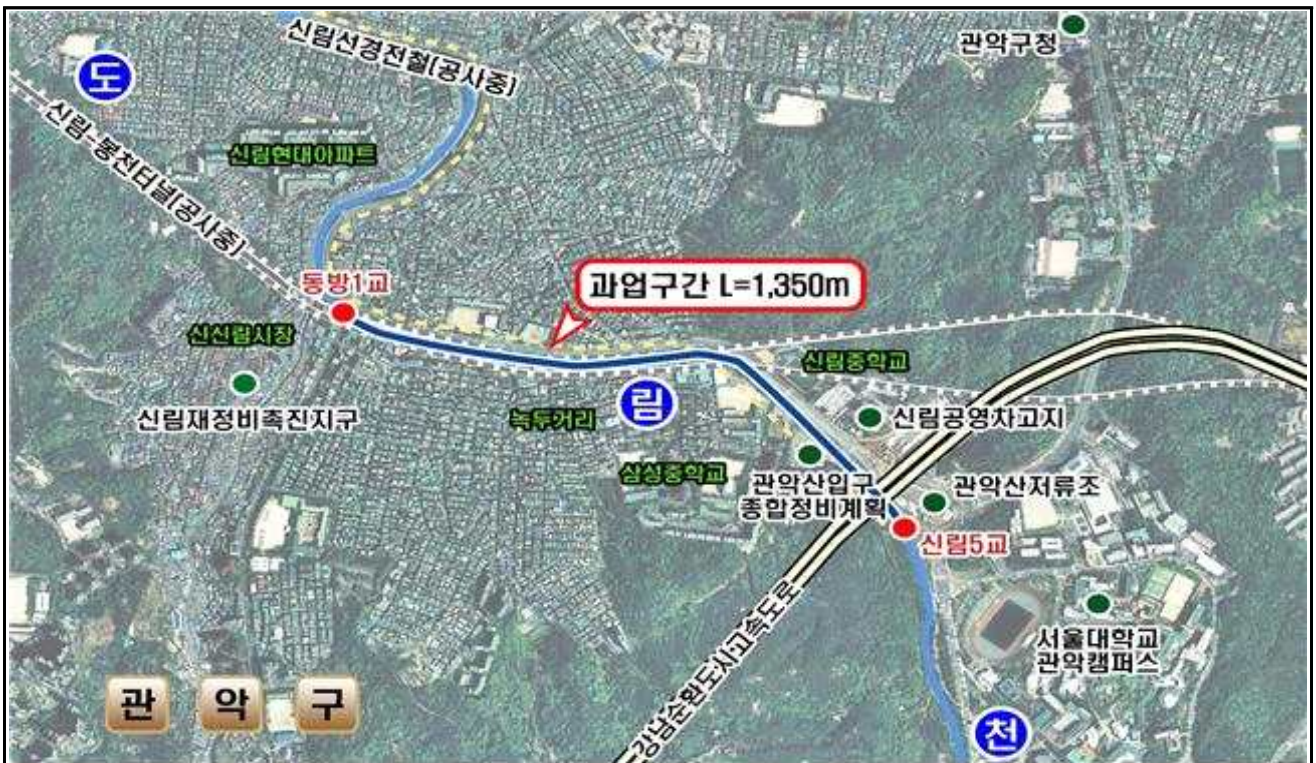 관악구청
신림선경전철(공사중)
도
신림-봉천터널(공사중)
신림현대아파트
과업구간 L=1,350m
동방1교
신신림시장
신림중학교
신림재정비촉진지구
녹두거리
림
신림공영차고지
삼성중학교
관악산입구
종합정비계획
관악산저류조
신림5교
서울대학교
관악캠퍼스
강남순환도시고속도로
관 악 구
천